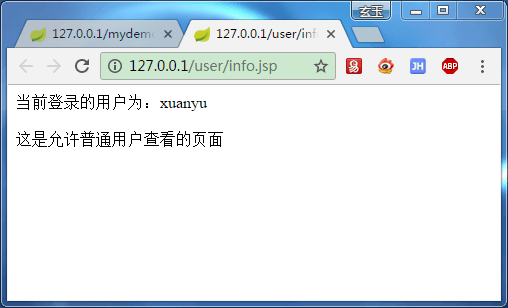 玄玉
127.0.0.1/mydem
127.0.0.1/user/info
127.0.0.1/user/info.jsp
易
JH
ABP
当前登录的用户为：xuanyu
这是允许普通用户查看的页面